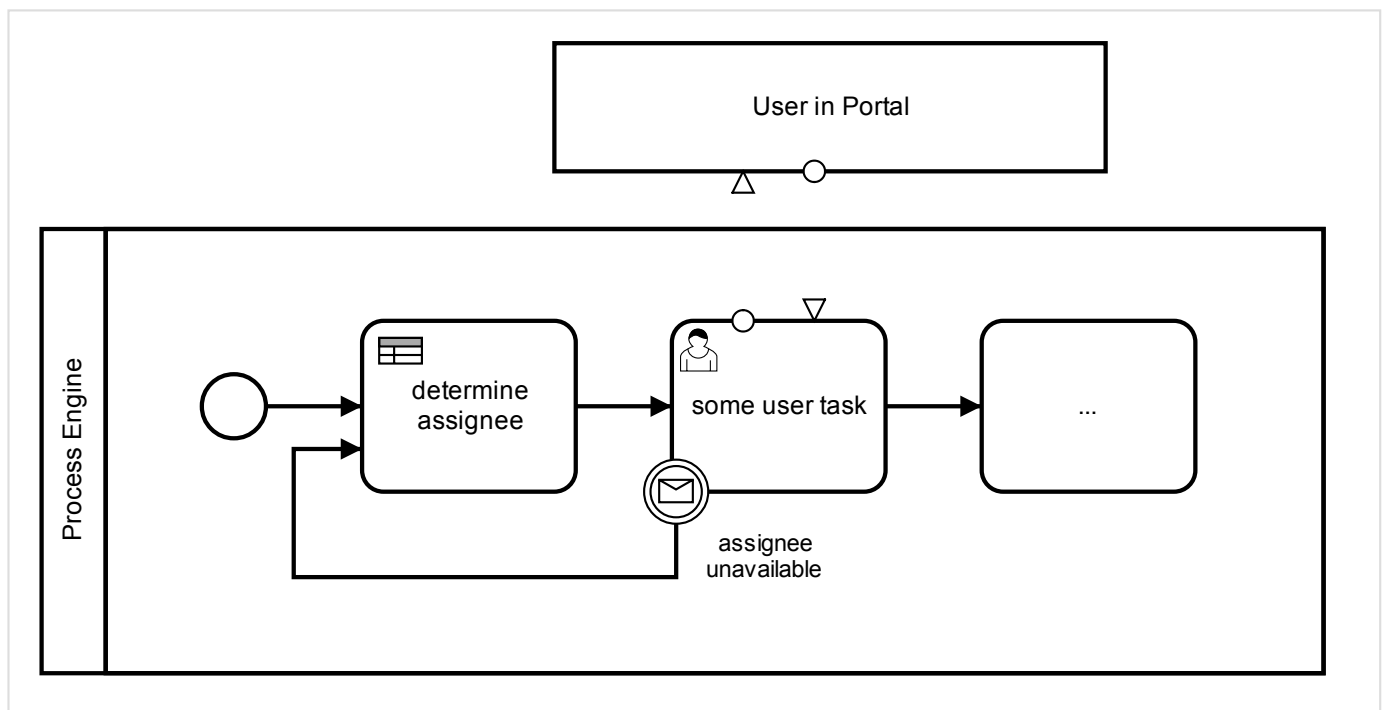 User in Portal
Process Engine
determine
assignee
some user task
...
assignee
unavailable